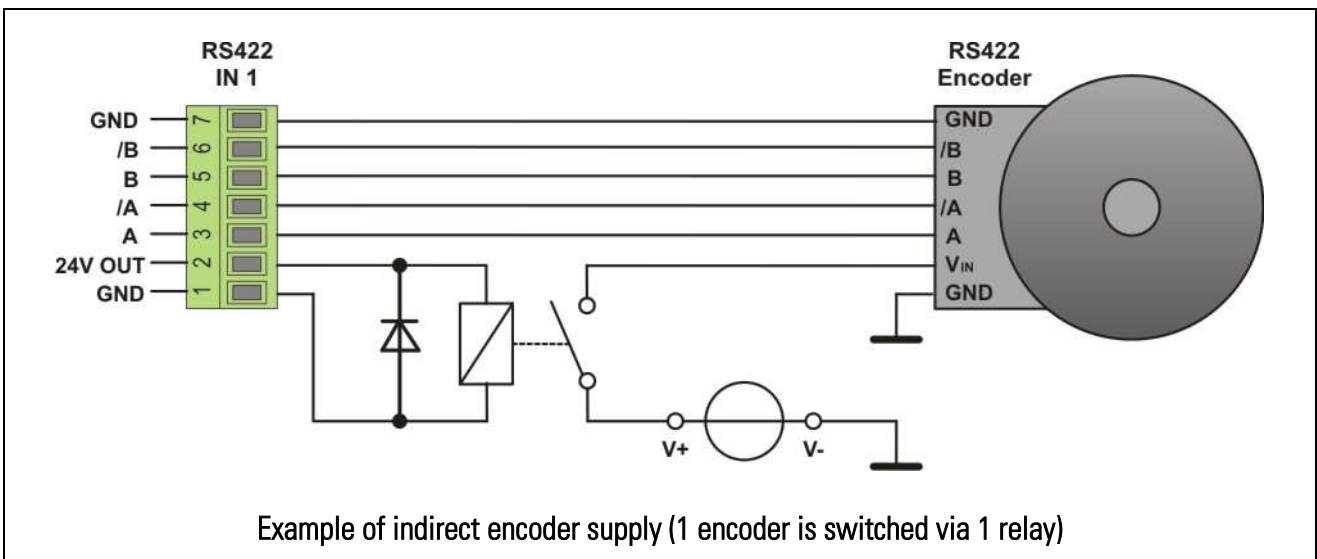 RS422
IN 1
RS422
Encoder
GND 7 GND
/B 6 /B
B 5 B
/A 4 /A
A 3 A
24V OUT 2 VIN
GND 1 GND
V+ V-
Example of indirect encoder supply (1 encoder is switched via 1 relay)